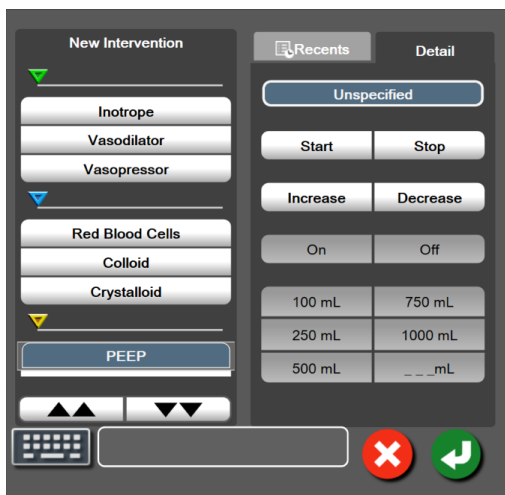 New Intervention
Inotrope
Vasodilator
Vasopressor
Red Blood Cells
Colloid
Crystalloid
PEEP
Recents Detail
Unspecified
Start Stop
Increase Decrease
On Off
100 mL 750 mL
250 mL 1000 mL
500 mL _ _ _mL